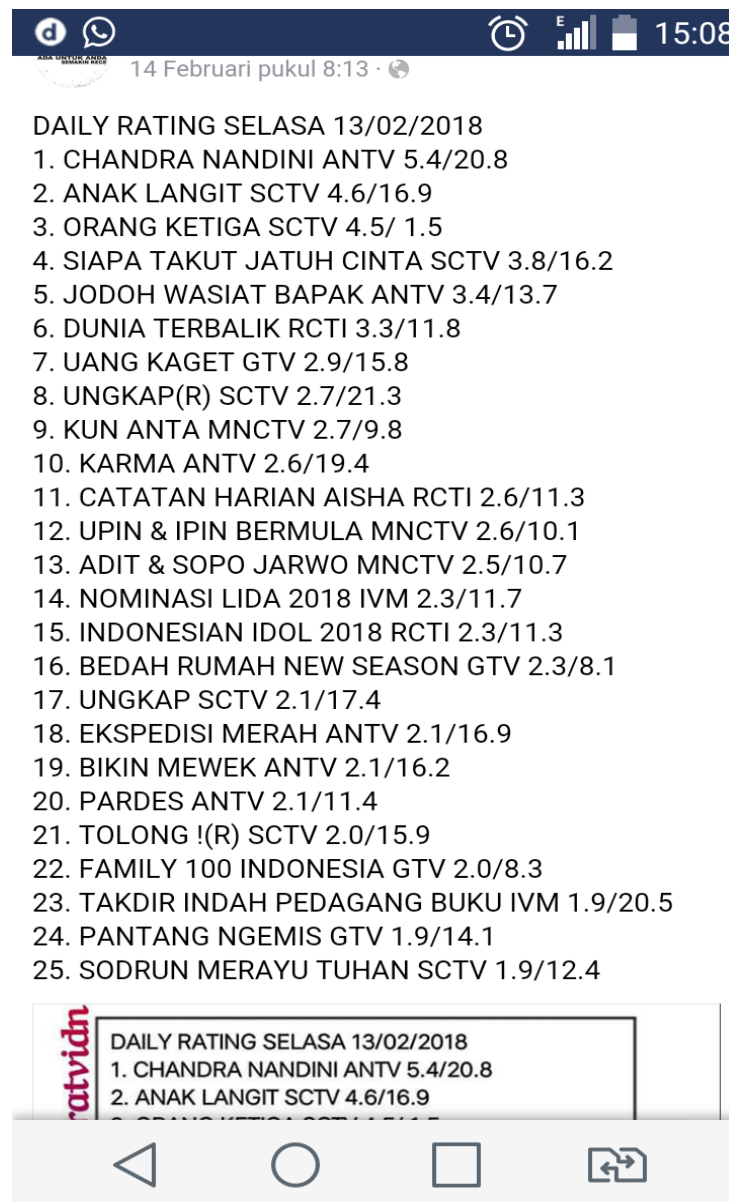 E 15:08
ADA UNTUK ANDA
SEMAKIN KECE
14 Februari pukul 8:13 ·
DAILY RATING SELASA 13/02/2018
1. CHANDRA NANDINI ANTV 5.4/20.8
2. ANAK LANGIT SCTV 4.6/16.9
3. ORANG KETIGA SCTV 4.5/ 1.5
4. SIAPA TAKUT JATUH CINTA SCTV 3.8/16.2
5. JODOH WASIAT BAPAK ANTV 3.4/13.7
6. DUNIA TERBALIK RCTI 3.3/11.8
7. UANG KAGET GTV 2.9/15.8
8. UNGKAP(R) SCTV 2.7/21.3
9. KUN ANTA MNCTV 2.7/9.8
10. KARMA ANTV 2.6/19.4
11. CATATAN HARIAN AISHA RCTI 2.6/11.3
12. UPIN & IPIN BERMULA MNCTV 2.6/10.1
13. ADIT & SOPO JARWO MNCTV 2.5/10.7
14. NOMINASI LIDA 2018 IVM 2.3/11.7
15. INDONESIAN IDOL 2018 RCTI 2.3/11.3
16. BEDAH RUMAH NEW SEASON GTV 2.3/8.1
17. UNGKAP SCTV 2.1/17.4
18. EKSPEDISI MERAH ANTV 2.1/16.9
19. BIKIN MEWEK ANTV 2.1/16.2
20. PARDES ANTV 2.1/11.4
21. TOLONG !(R) SCTV 2.0/15.9
22. FAMILY 100 INDONESIA GTV 2.0/8.3
23. TAKDIR INDAH PEDAGANG BUKU IVM 1.9/20.5
24. PANTANG NGEMIS GTV 1.9/14.1
25. SODRUN MERAYU TUHAN SCTV 1.9/12.4
ratvidn
DAILY RATING SELASA 13/02/2018
1. CHANDRA NANDINI ANTV 5.4/20.8
2. ANAK LANGIT SCTV 4.6/16.9